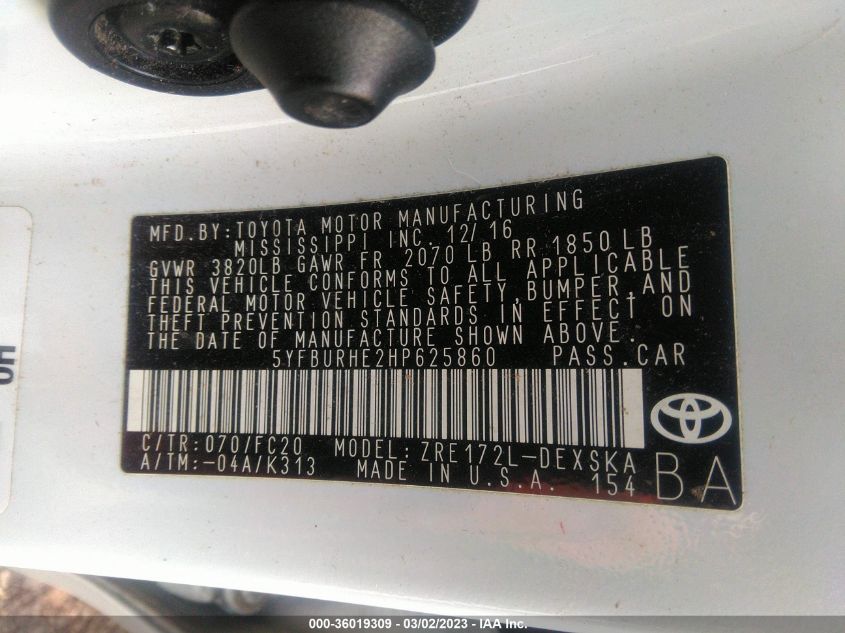 MFD.BY:TOYOTA MOTOR MANUFACTURING
MISSISSIPPI INC. 12/16
GVWR 3820LB GAWR FR 2070 LB RR 1850 LB
THIS VEHICLE CONFORMS TO ALL APPLICABLE
FEDERAL MOTOR VEHICLE SAFETY, BUMPER, AND
THEFT PREVENTION STANDARDS IN EFFECT ON
THE DATE OF MANUFACTURE SHOWN ABOVE.
5YFBURHE2HP625860 PASS.CAR
C/TR:070/FC20 MODEL:ZRE172L-DEXSKA
A/TM:-04A/K313 MADE IN U.S.A. 154
BA
000-36019309 - 03/02/2023 - IAA Inc.